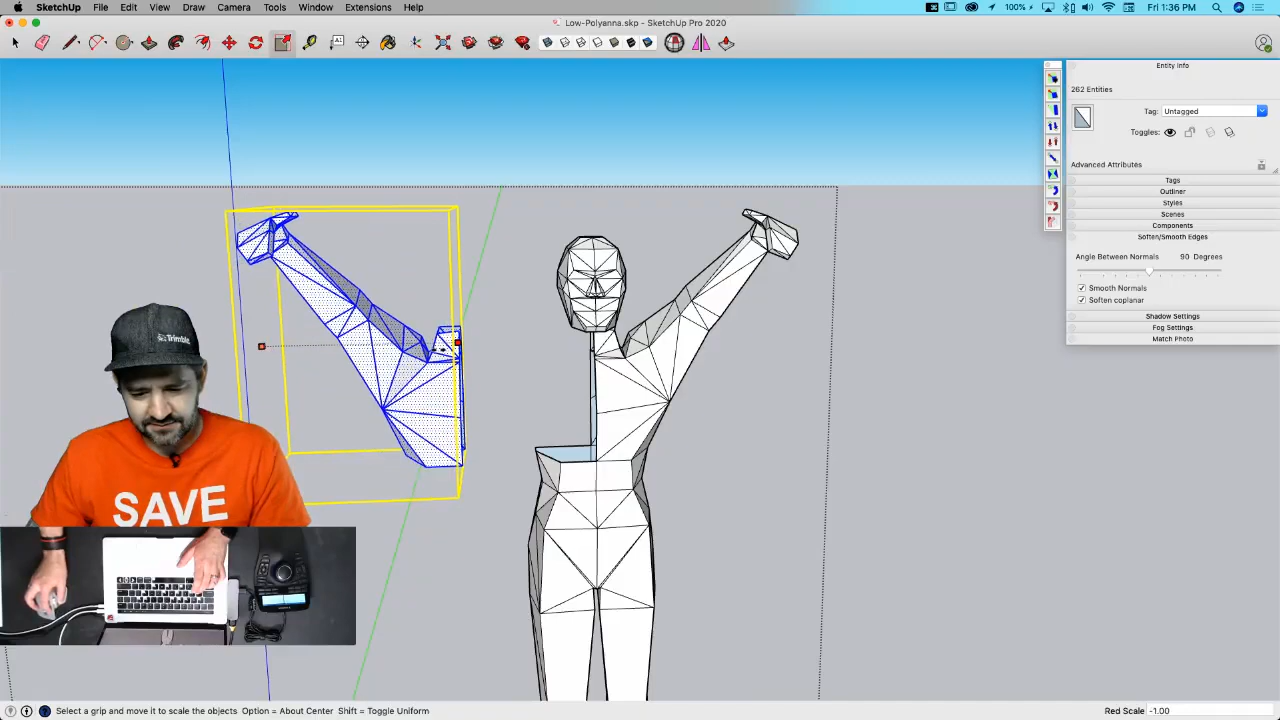 SketchUp File Edit View Draw Camera Tools Window Extensions Help
100% Fri 1:36 PM
Low-Polyanna.skp - SketchUp Pro 2020
Entity Info
262 Entities
Tag: Untagged
Toggles:
Advanced Attributes
Tags
Outliner
Styles
Scenes
Components
Soften/Smooth Edges
Angle Between Normals 90 Degrees
Smooth Normals
Soften coplanar
Shadow Settings
Fog Settings
Match Photo
Trimble
SAVE
Select a grip and move it to scale the objects Option = About Center Shift = Toggle Uniform
Red Scale -1.00